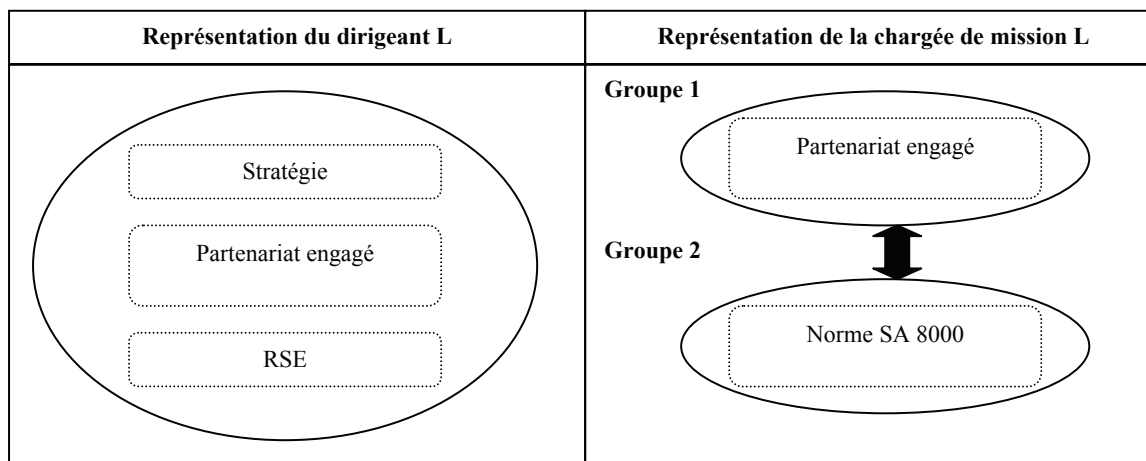 Représentation du dirigeant L
Représentation de la chargée de mission L
Stratégie
Partenariat engagé
RSE
Groupe 1
Partenariat engagé
Groupe 2
Norme SA 8000